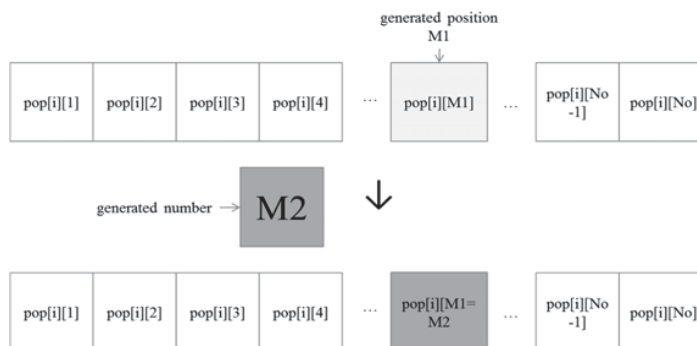 generated position
M1
pop[i][1] pop[i][2] pop[i][3] pop[i][4] ... pop[i][M1] ... pop[i][No
-1] pop[i][No]
generated number M2
pop[i][1] pop[i][2] pop[i][3] pop[i][4] ... pop[i][M1=
M2 ... pop[i][No
-1] pop[i][No]